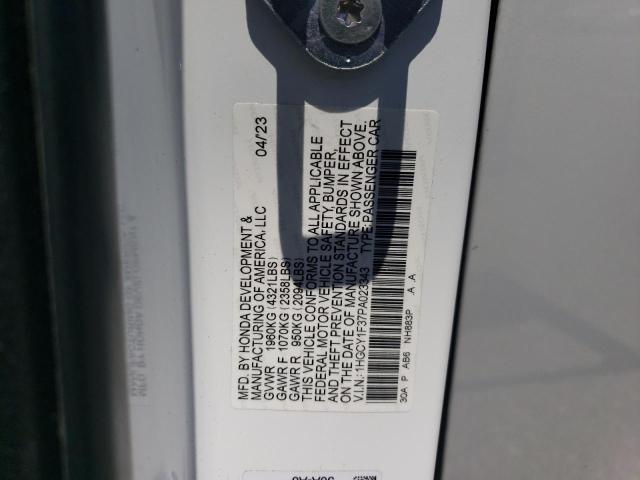 MFD. BY HONDA DEVELOPMENT &
MANUFACTURING OF AMERICA, LLC 04/23
GVWR 1960KG (4321LBS)
GAWR F 1070KG (2358LBS)
GAWR R 950KG (2094LBS)
THIS VEHICLE CONFORMS TO ALL APPLICABLE
FEDERAL MOTOR VEHICLE SAFETY, BUMPER,
AND THEFT PREVENTION STANDARDS IN EFFECT
ON THE DATE OF MANUFACTURE SHOWN ABOVE.
V.I.N.: 1HGCY1F37PA023343 TYPE:PASSENGER CAR
30A P AB6 NH883P A A